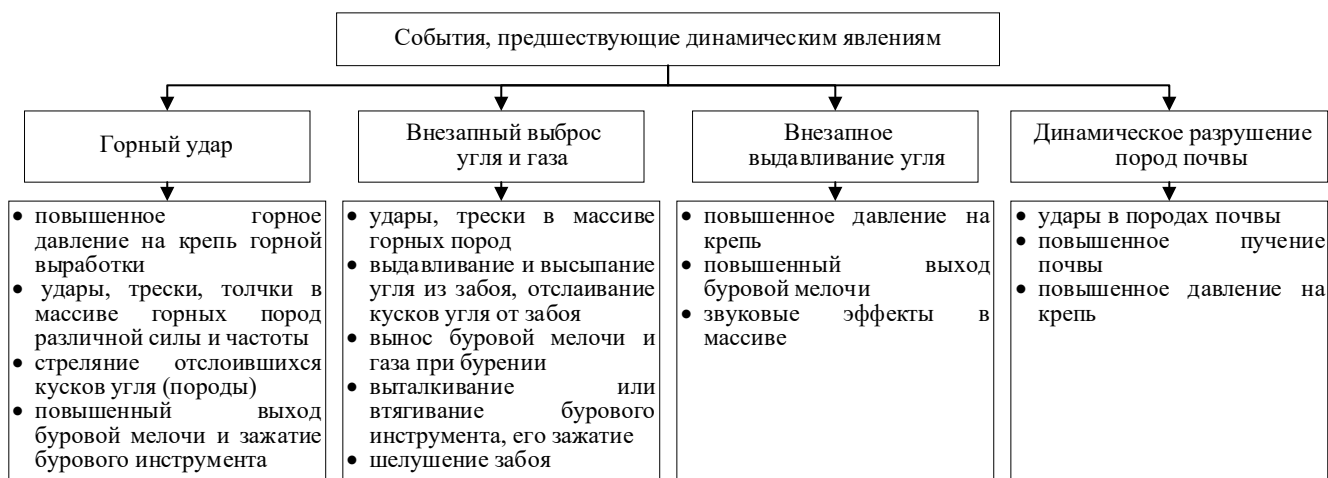 События, предшествующие динамическим явлениям
Горный удар
Внезапный выброс
угля и газа
Внезапное
выдавливание угля
Динамическое разрушение
пород почвы
• повышенное горное
давление на крепь горной
выработки
• удары, трески, толчки в
массиве горных пород
различной силы и частоты
• стреляние отслоившихся
кусков угля (породы)
• повышенный выход
буровой мелочи и зажатие
бурового инструмента
• удары, трески в массиве
горных пород
• выдавливание и высыпание
угля из забоя, отслаивание
кусков угля от забоя
• вынос буровой мелочи и
газа при бурении
• выталкивание или
втягивание бурового
инструмента, его зажатие
• шелушение забоя
• повышенное давление на
крепь
• повышенный выход
буровой мелочи
• звуковые эффекты в
массиве
• удары в породах почвы
• повышенное пучение
почвы
• повышенное давление на
крепь